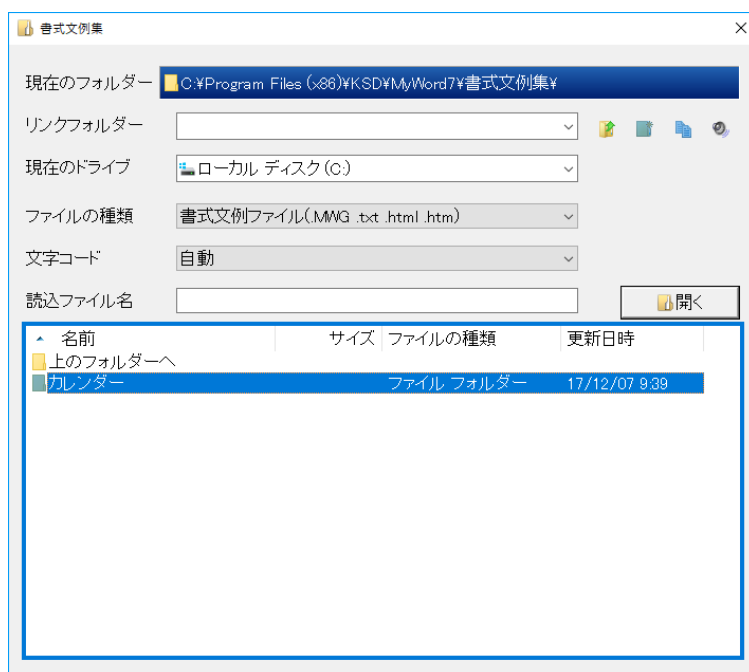 書式文例集
現在のフォルダー C:¥Program Files (x86)¥KSD¥MyWord7¥書式文例集¥
リンクフォルダー
現在のドライブ ローカル ディスク (C:)
ファイルの種類 書式文例ファイル(.MWG .txt .html .htm)
文字コード 自動
読込ファイル名 開く
名前 サイズ ファイルの種類 更新日時
上のフォルダーへ
カレンダー ファイル フォルダー 17/12/07 9:39